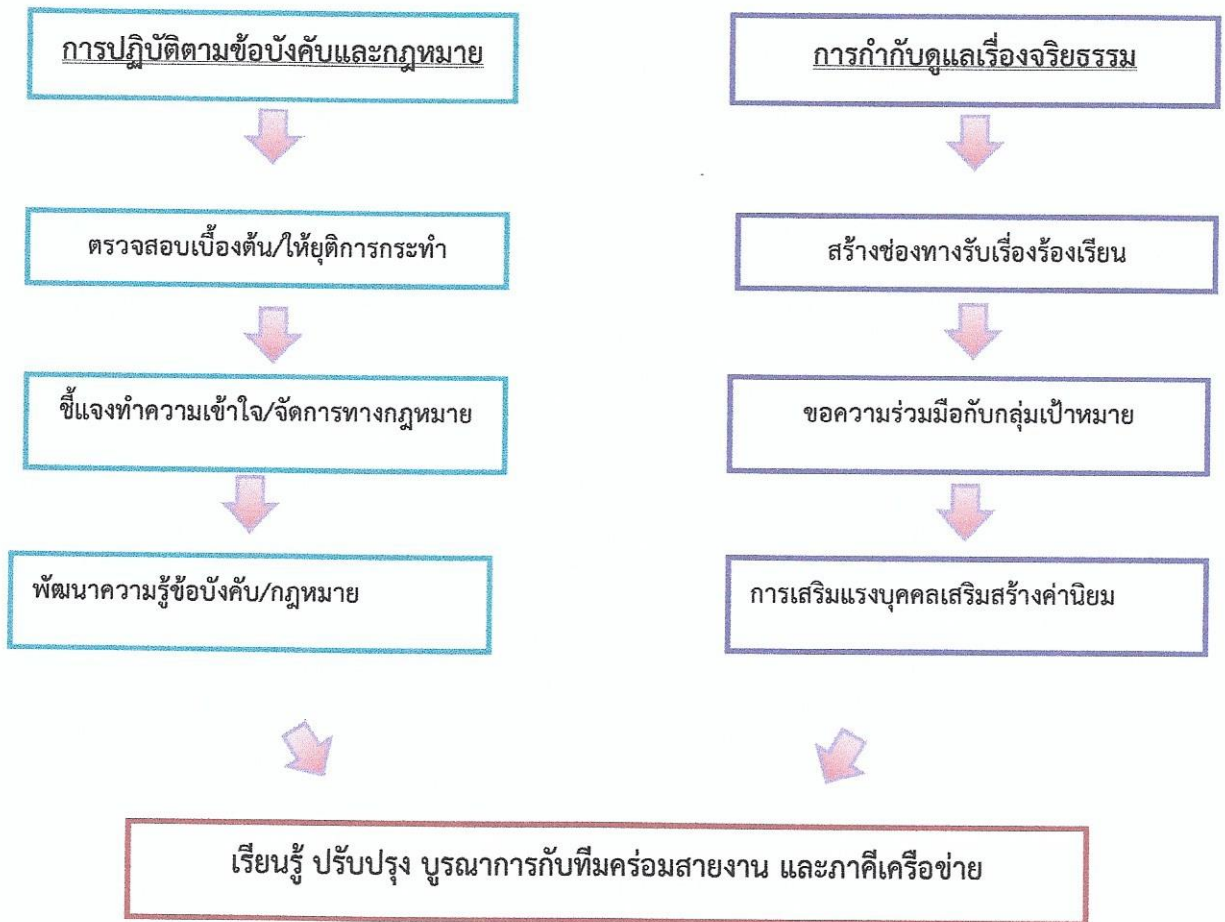 การปฏิบัติตามข้อบังคับและกฎหมาย
ตรวจสอบเบื้องต้น/ให้ยุติการกระทำ
ชี้แจงทำความเข้าใจ/จัดการทางกฎหมาย
พัฒนาความรู้ข้อบังคับ/กฎหมาย
การกำกับดูแลเรื่องจริยธรรม
สร้างช่องทางรับเรื่องร้องเรียน
ขอความร่วมมือกับกลุ่มเป้าหมาย
การเสริมแรงบุคคลเสริมสร้างค่านิยม
เรียนรู้ ปรับปรุง บูรณาการกับทีมคร่อมสายงาน และภาคีเครือข่าย